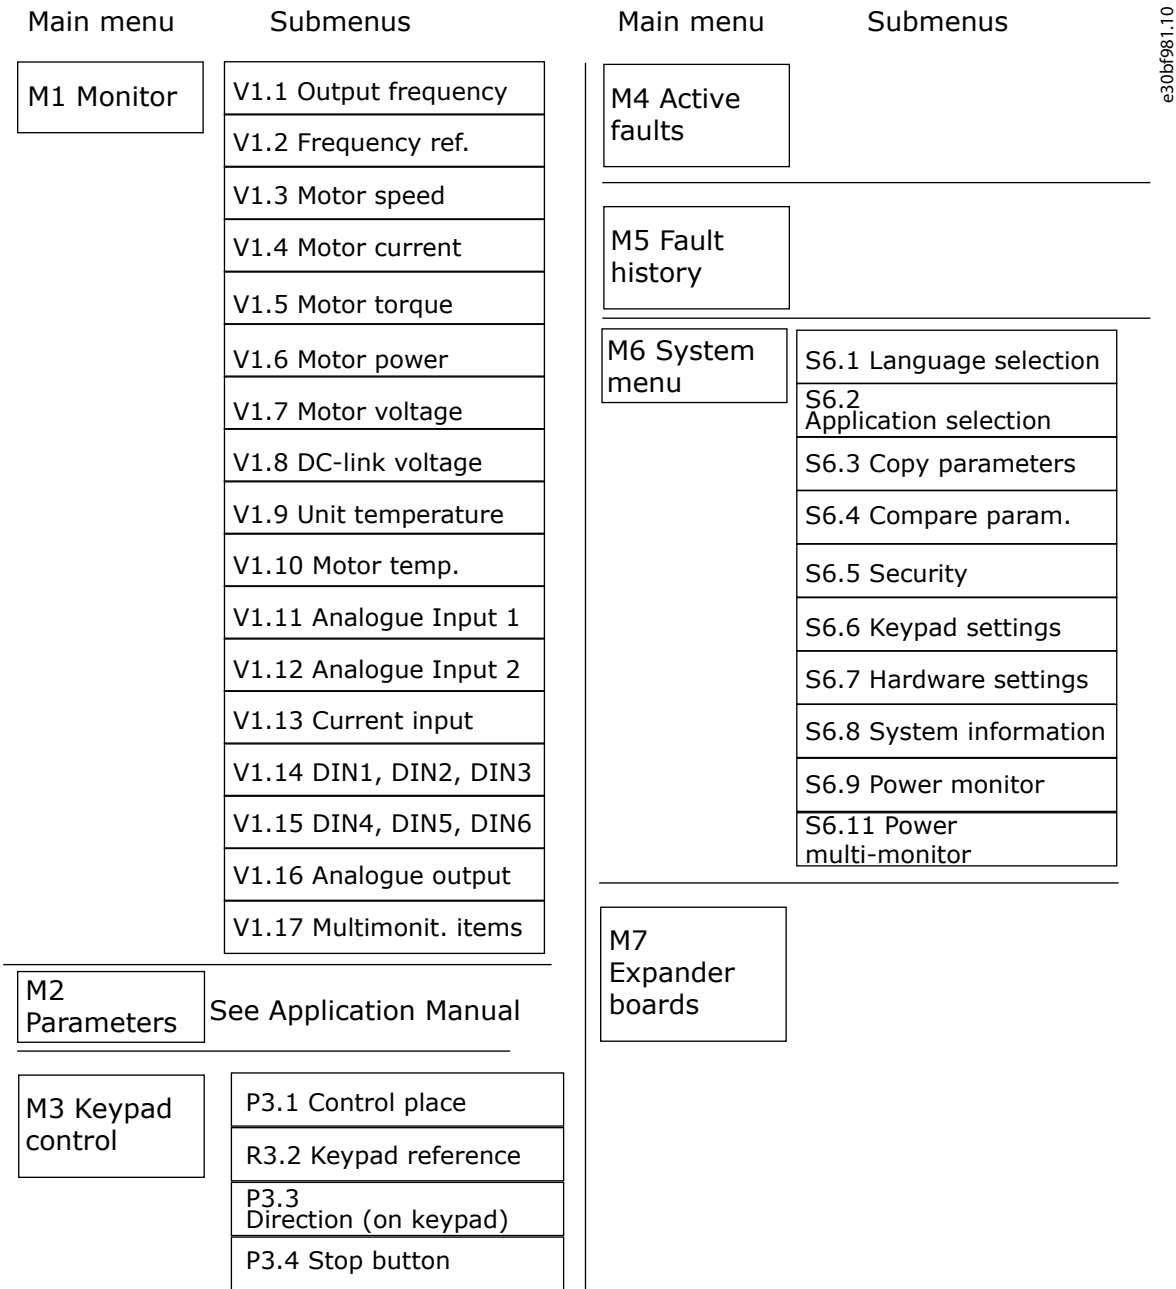 Main menu
Submenus
M1 Monitor
V1.1 Output frequency
V1.2 Frequency ref.
V1.3 Motor speed
V1.4 Motor current
V1.5 Motor torque
V1.6 Motor power
V1.7 Motor voltage
V1.8 DC-link voltage
V1.9 Unit temperature
V1.10 Motor temp.
V1.11 Analogue Input 1
V1.12 Analogue Input 2
V1.13 Current input
V1.14 DIN1, DIN2, DIN3
V1.15 DIN4, DIN5, DIN6
V1.16 Analogue output
V1.17 Multimonit. items
M2
Parameters
See Application Manual
M3 Keypad
control
P3.1 Control place
R3.2 Keypad reference
P3.3
Direction (on keypad)
P3.4 Stop button
Main menu
Submenus
M4 Active
faults
M5 Fault
history
M6 System
menu
S6.1 Language selection
S6.2
Application selection
S6.3 Copy parameters
S6.4 Compare param.
S6.5 Security
S6.6 Keypad settings
S6.7 Hardware settings
S6.8 System information
S6.9 Power monitor
S6.11 Power
multi-monitor
M7
Expander
boards
e30bf981.10